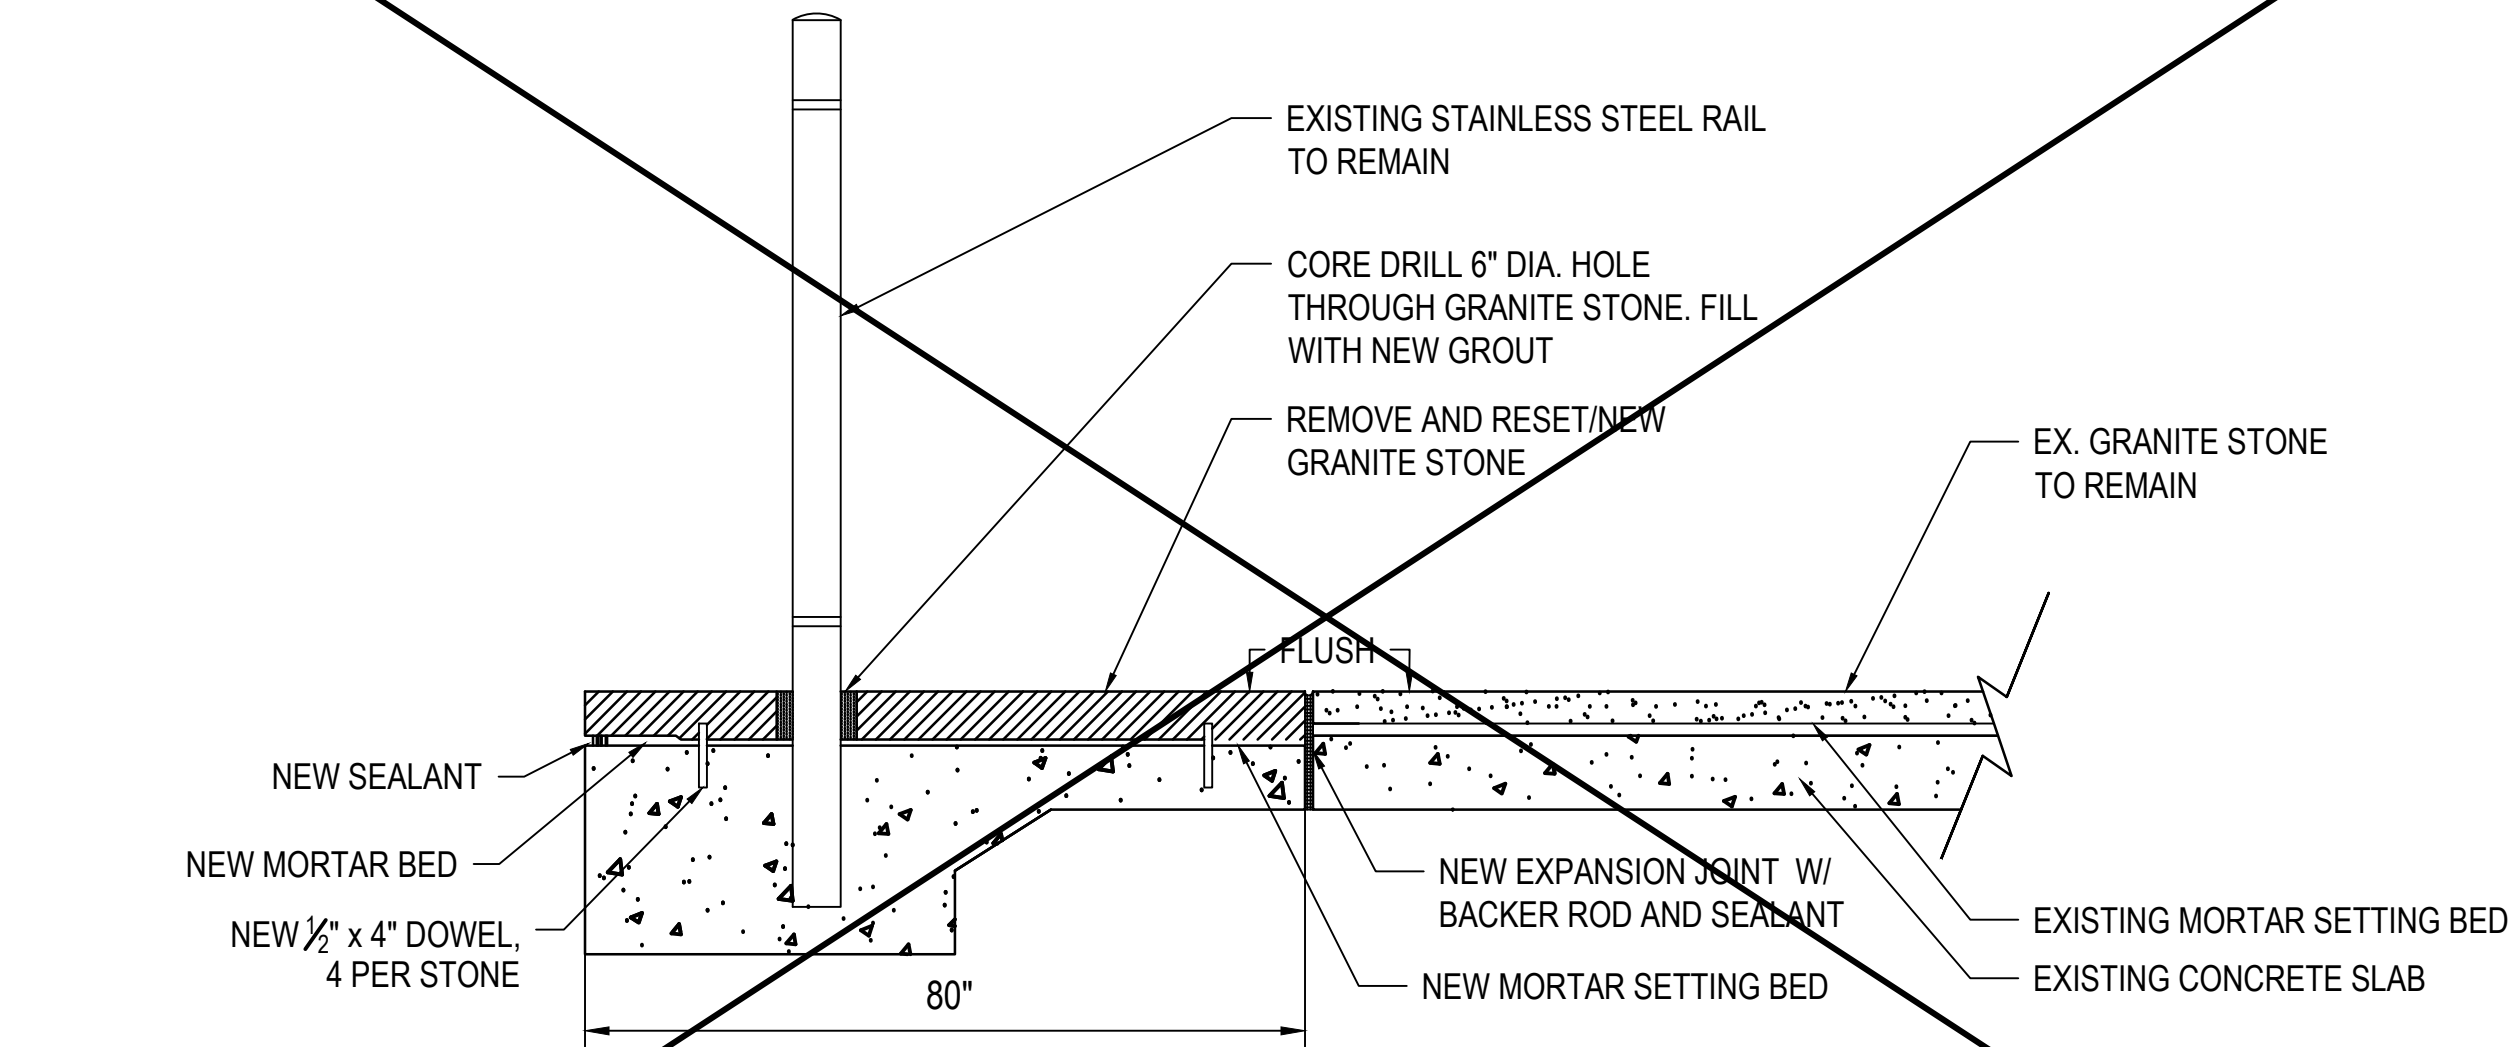 EXISTING STAINLESS STEEL RAIL
TO REMAIN
CORE DRILL 6" DIA. HOLE
THROUGH GRANITE STONE. FILL
WITH NEW GROUT
REMOVE AND RESET/NEW
GRANITE STONE
EX. GRANITE STONE
TO REMAIN
FLUSH
NEW SEALANT
NEW MORTAR BED
NEW ½" x 4" DOWEL,
4 PER STONE
80"
NEW EXPANSION JOINT W/
BACKER ROD AND SEALANT
NEW MORTAR SETTING BED
EXISTING MORTAR SETTING BED
EXISTING CONCRETE SLAB